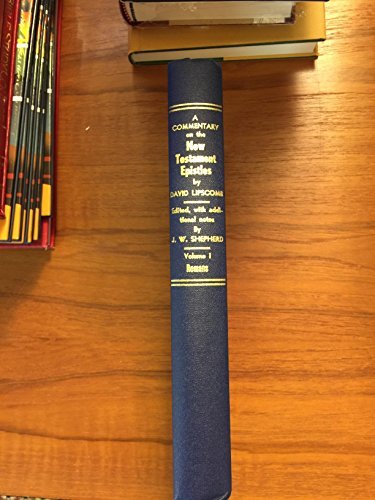 A
COMMENTARY
on the
New
Testament
Epistles
by
DAVID LIPSCOMB
Edited, with addi-
tional notes
By
J. W. SHEPHERD
Volume I
Romans